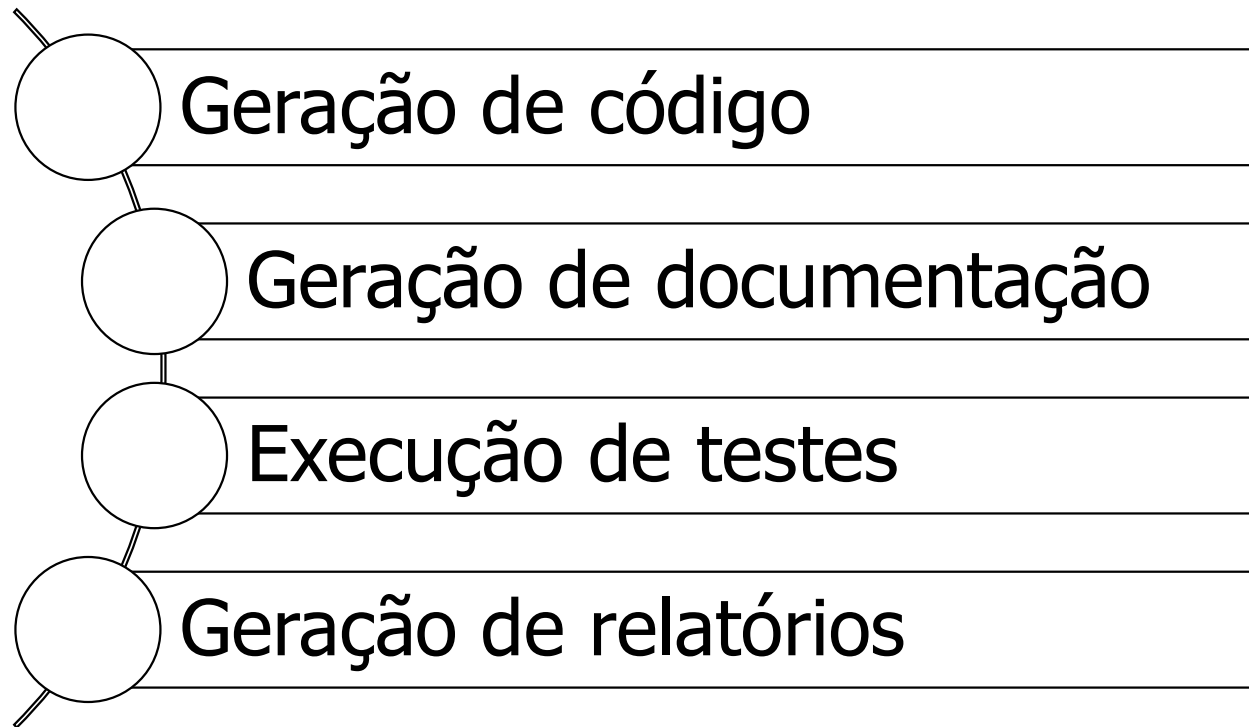 Geração de código
Geração de documentação
Execução de testes
Geração de relatórios